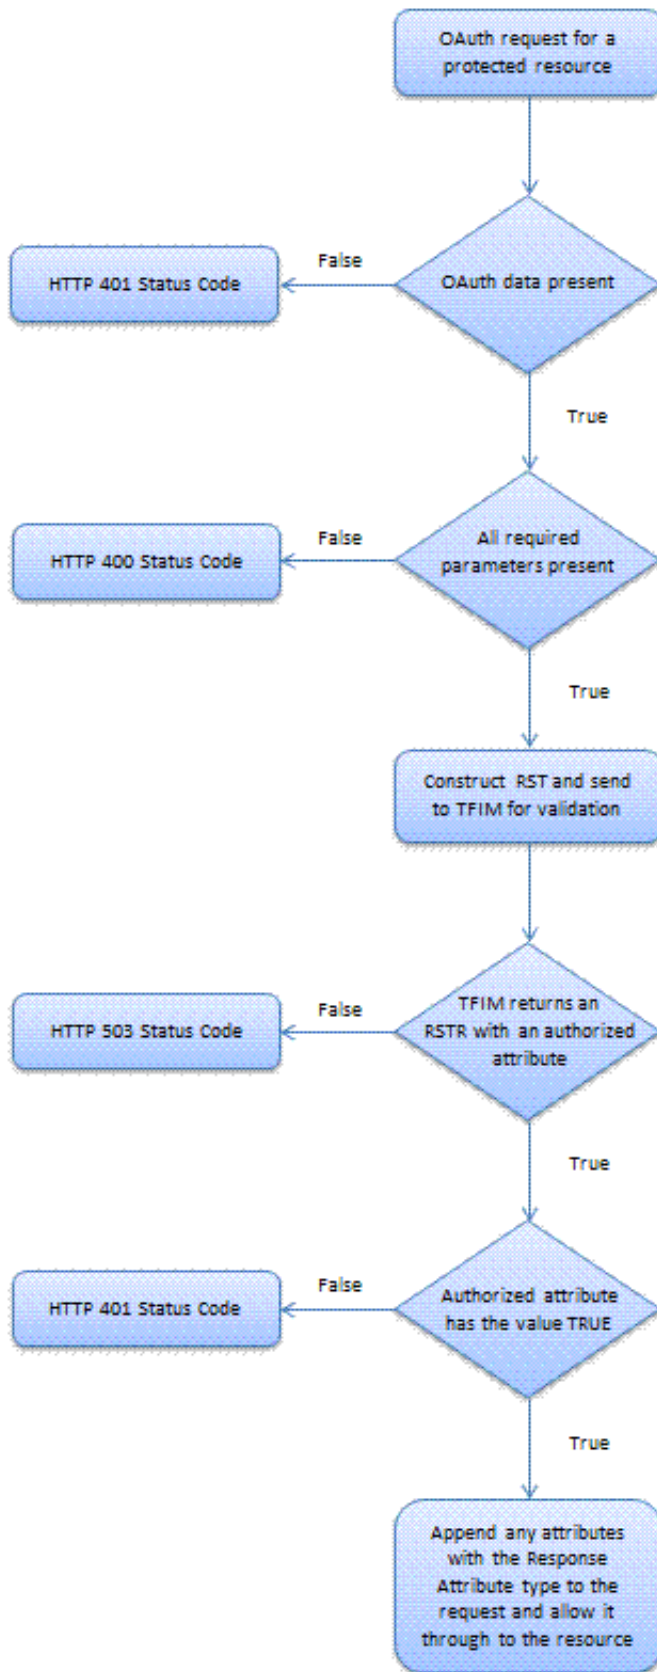 OAuth request for a
protected resource
False
HTTP 401 Status Code
OAuth data present
True
False
HTTP 400 Status Code
All required
parameters present
True
Construct RST and send
to TFIM for validation
False
HTTP 503 Status Code
TFIM returns an
RSTR with an authorized
attribute
True
False
HTTP 401 Status Code
Authorized attribute
has the value TRUE
True
Append any attributes
with the Response
Attribute type to the
request and allow it
through to the resource